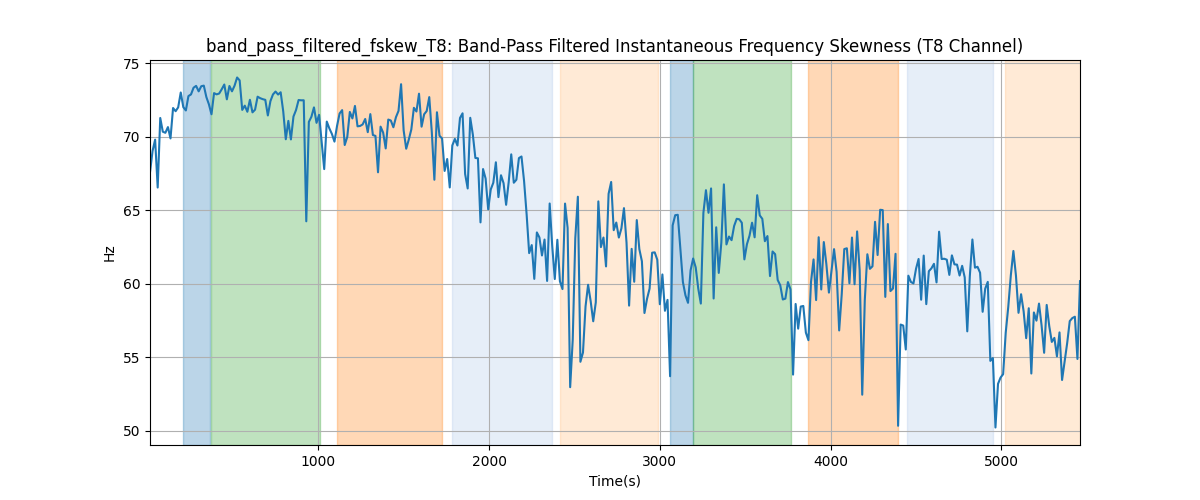 band_pass_filtered_fskew_T8: Band-Pass Filtered Instantaneous Frequency Skewness (T8 Channel)
75
70
65
60
55
50
Hz
1000 2000 3000 4000 5000
Time(s)